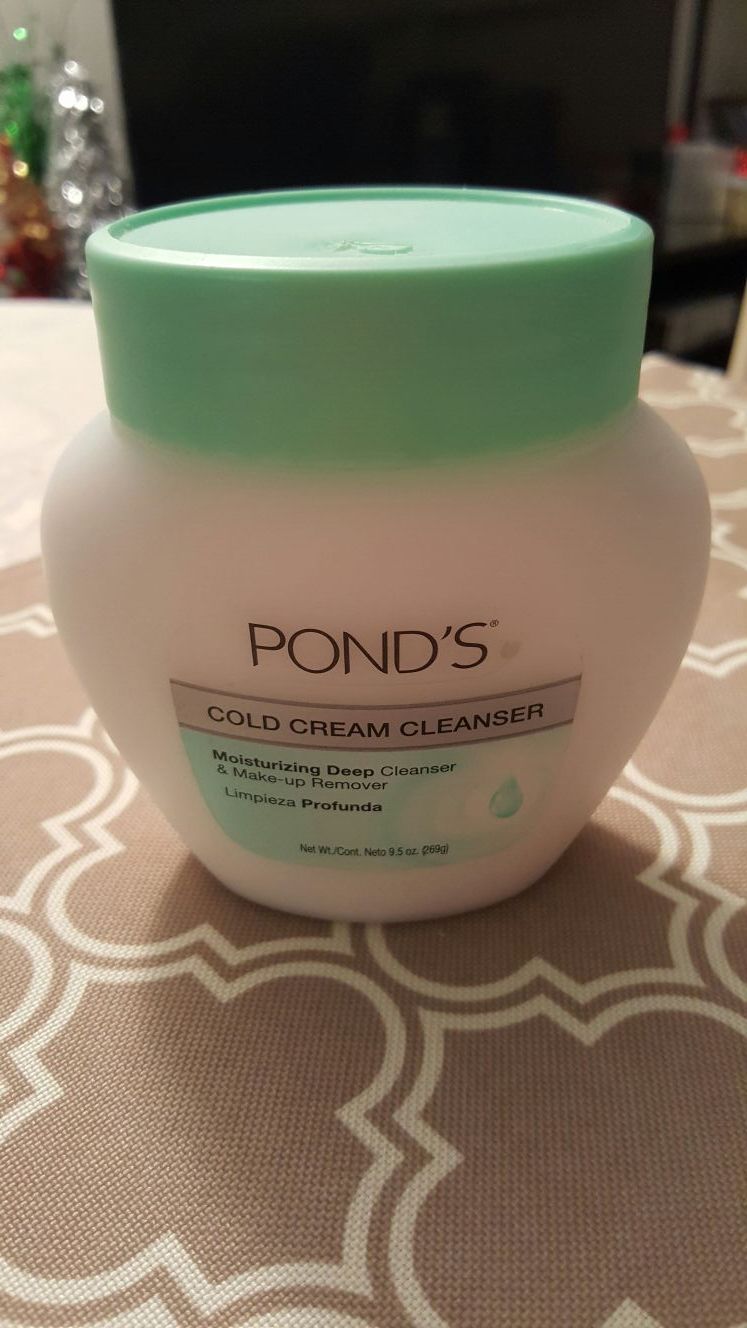 POND'S®
COLD CREAM CLEANSER
Moisturizing Deep Cleanser
& Make-up Remover
Limpieza Profunda
Net Wt./Cont. Neto 9.5 oz. (269g)